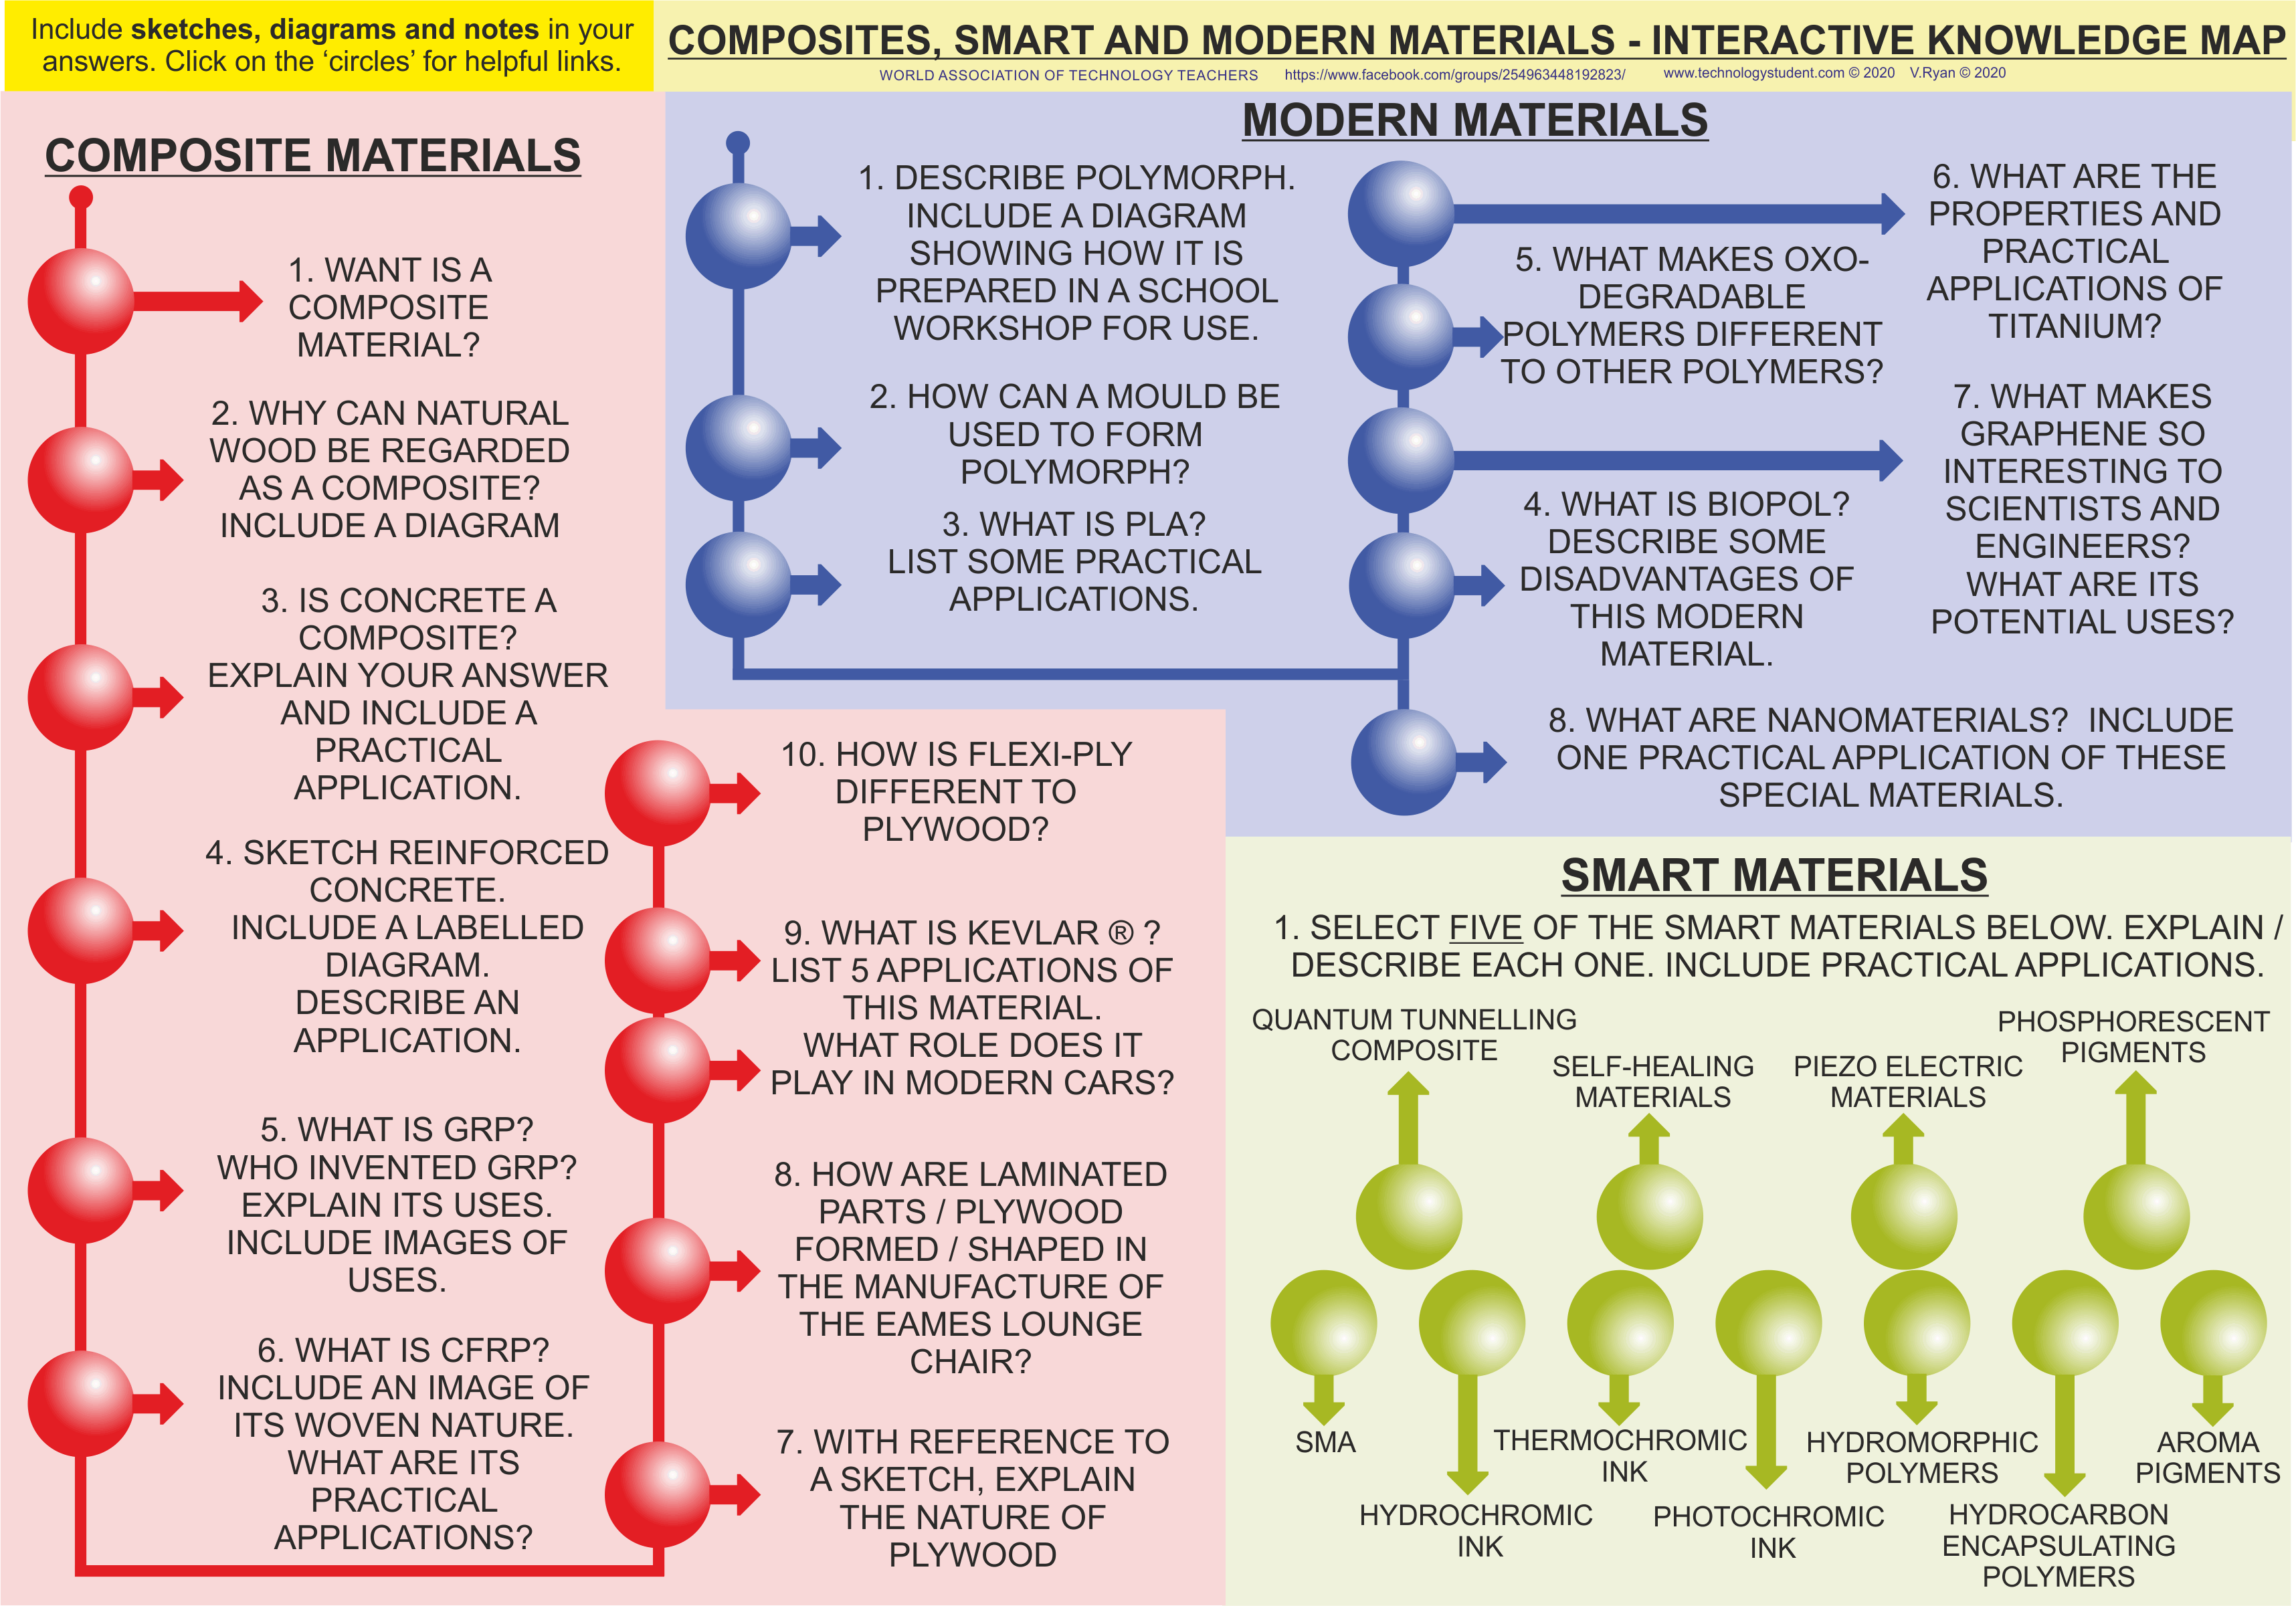 Include sketches, diagrams and notes in your
answers. Click on the ‘circles’ for helpful links.
COMPOSITES, SMART AND MODERN MATERIALS - INTERACTIVE KNOWLEDGE MAP
WORLD ASSOCIATION OF TECHNOLOGY TEACHERS https://www.facebook.com/groups/254963448192823/ www.technologystudent.com © 2020 V.Ryan © 2020
COMPOSITE MATERIALS
1. WANT IS A
COMPOSITE
MATERIAL?
2. WHY CAN NATURAL
WOOD BE REGARDED
AS A COMPOSITE?
INCLUDE A DIAGRAM
3. IS CONCRETE A
COMPOSITE?
EXPLAIN YOUR ANSWER
AND INCLUDE A
PRACTICAL
APPLICATION.
4. SKETCH REINFORCED
CONCRETE.
INCLUDE A LABELLED
DIAGRAM.
DESCRIBE AN
APPLICATION.
5. WHAT IS GRP?
WHO INVENTED GRP?
EXPLAIN ITS USES.
INCLUDE IMAGES OF
USES.
6. WHAT IS CFRP?
INCLUDE AN IMAGE OF
ITS WOVEN NATURE.
WHAT ARE ITS
PRACTICAL
APPLICATIONS?
10. HOW IS FLEXI-PLY
DIFFERENT TO
PLYWOOD?
9. WHAT IS KEVLAR ® ?
LIST 5 APPLICATIONS OF
THIS MATERIAL.
WHAT ROLE DOES IT
PLAY IN MODERN CARS?
8. HOW ARE LAMINATED
PARTS / PLYWOOD
FORMED / SHAPED IN
THE MANUFACTURE OF
THE EAMES LOUNGE
CHAIR?
7. WITH REFERENCE TO
A SKETCH, EXPLAIN
THE NATURE OF
PLYWOOD
MODERN MATERIALS
1. DESCRIBE POLYMORPH.
INCLUDE A DIAGRAM
SHOWING HOW IT IS
PREPARED IN A SCHOOL
WORKSHOP FOR USE.
2. HOW CAN A MOULD BE
USED TO FORM
POLYMORPH?
3. WHAT IS PLA?
LIST SOME PRACTICAL
APPLICATIONS.
6. WHAT ARE THE
PROPERTIES AND
PRACTICAL
APPLICATIONS OF
TITANIUM?
5. WHAT MAKES OXO-
DEGRADABLE
POLYMERS DIFFERENT
TO OTHER POLYMERS?
7. WHAT MAKES
GRAPHENE SO
INTERESTING TO
SCIENTISTS AND
ENGINEERS?
WHAT ARE ITS
POTENTIAL USES?
4. WHAT IS BIOPOL?
DESCRIBE SOME
DISADVANTAGES OF
THIS MODERN
MATERIAL.
8. WHAT ARE NANOMATERIALS? INCLUDE
ONE PRACTICAL APPLICATION OF THESE
SPECIAL MATERIALS.
SMART MATERIALS
1. SELECT FIVE OF THE SMART MATERIALS BELOW. EXPLAIN /
DESCRIBE EACH ONE. INCLUDE PRACTICAL APPLICATIONS.
QUANTUM TUNNELLING
COMPOSITE
SELF-HEALING
MATERIALS
PIEZO ELECTRIC
MATERIALS
PHOSPHORESCENT
PIGMENTS
SMA
HYDROCHROMIC
INK
THERMOCHROMIC
INK
PHOTOCHROMIC
INK
HYDROMORPHIC
POLYMERS
HYDROCARBON
ENCAPSULATING
POLYMERS
AROMA
PIGMENTS